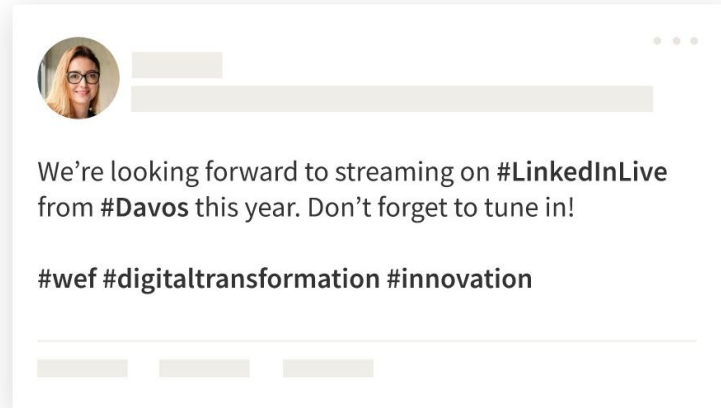 We’re looking forward to streaming on #LinkedInLive
from #Davos this year. Don’t forget to tune in!
#wef #digitaltransformation #innovation